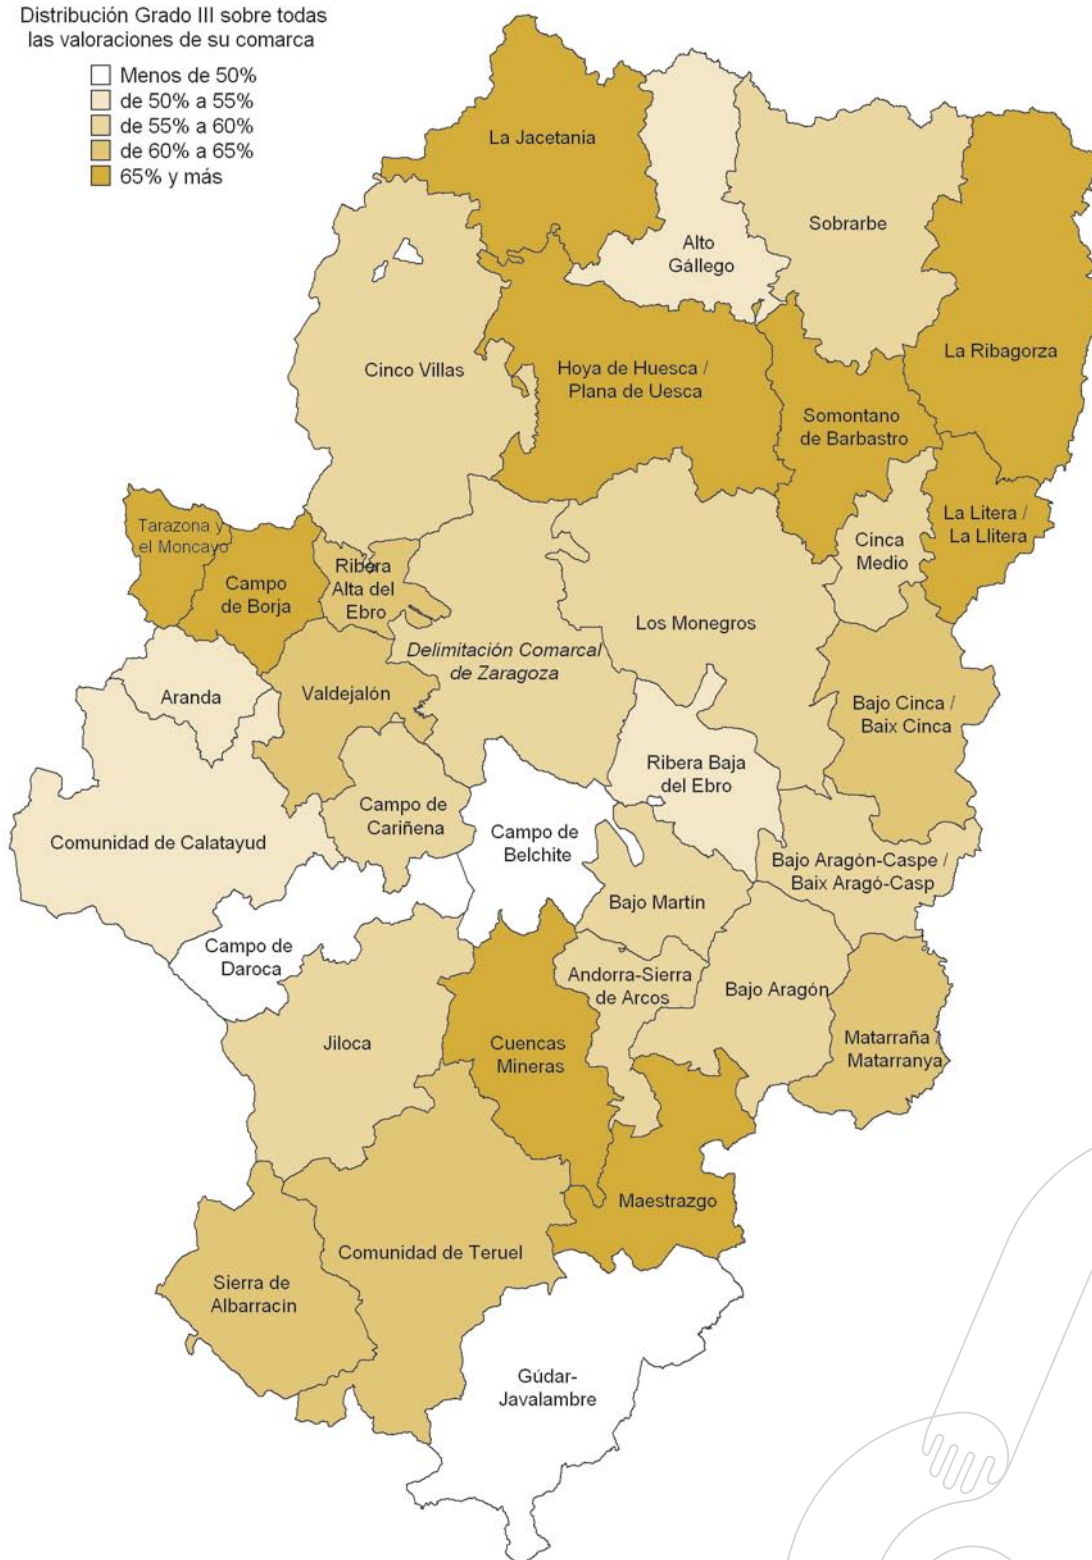 Distribución Grado III sobre todas
las valoraciones de su comarca
Menos de 50%
de 50% a 55%
de 55% a 60%
de 60% a 65%
65% y más
La Jacetania
Alto
Gállego
Sobrarbe
La Ribagorza
Cinco Villas
Hoya de Huesca /
Plana de Uesca
Somontano
de Barbastro
La Litera /
La Llitera
Cinca
Medio
Tarazona y
el Moncayo
Campo
de Borja
Ribera
Alta del
Ebro
Los Monegros
Delimitación Comarcal
de Zaragoza
Aranda
Valdejalón
Bajo Cinca /
Baix Cinca
Ribera Baja
del Ebro
Comunidad de Calatayud
Campo de
Cariñena
Campo de
Belchite
Bajo Aragón-Caspe /
Baix Aragó-Casp
Bajo Martín
Campo de
Daroca
Andorra-Sierra
de Arcos
Bajo Aragón
Jiloca
Cuencas
Mineras
Matarraña /
Matarranya
Maestrazgo
Comunidad de Teruel
Sierra de
Albarracín
Gúdar-
Javalambre